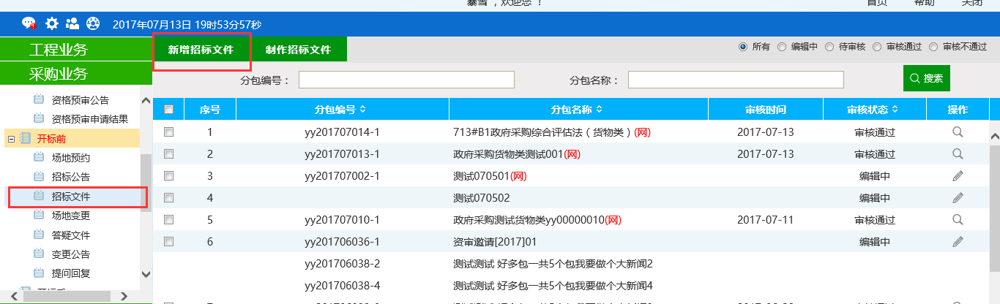 暴雪 ，欢迎您 ！ 首页 帮助 关闭
2017年07月13日 19时53分57秒
工程业务
采购业务
资格预审公告
资格预审申请结果
开标前
场地预约
招标公告
招标文件
场地变更
答疑文件
变更公告
提问回复
新增招标文件 制作招标文件 所有 编辑中 待审核 审核通过 审核不通过
分包编号： 分包名称： 搜索
序号 分包编号 分包名称 审核时间 审核状态 操作
1 yy201707014-1 713#B1政府采购综合评估法（货物类）(网) 2017-07-13 审核通过
2 yy201707013-1 政府采购货物类测试001(网) 2017-07-13 审核通过
3 yy201707002-1 测试070501(网) 编辑中
4 测试070502 编辑中
5 yy201707010-1 政府采购测试货物类yy00000010(网) 2017-07-11 审核通过
6 yy201706036-1 资审邀请[2017]01 编辑中
yy201706038-2 测试测试 好多包一共5个包我要做个大新闻2
yy201706038-4 测试测试 好多包一共5个包我要做个大新闻4